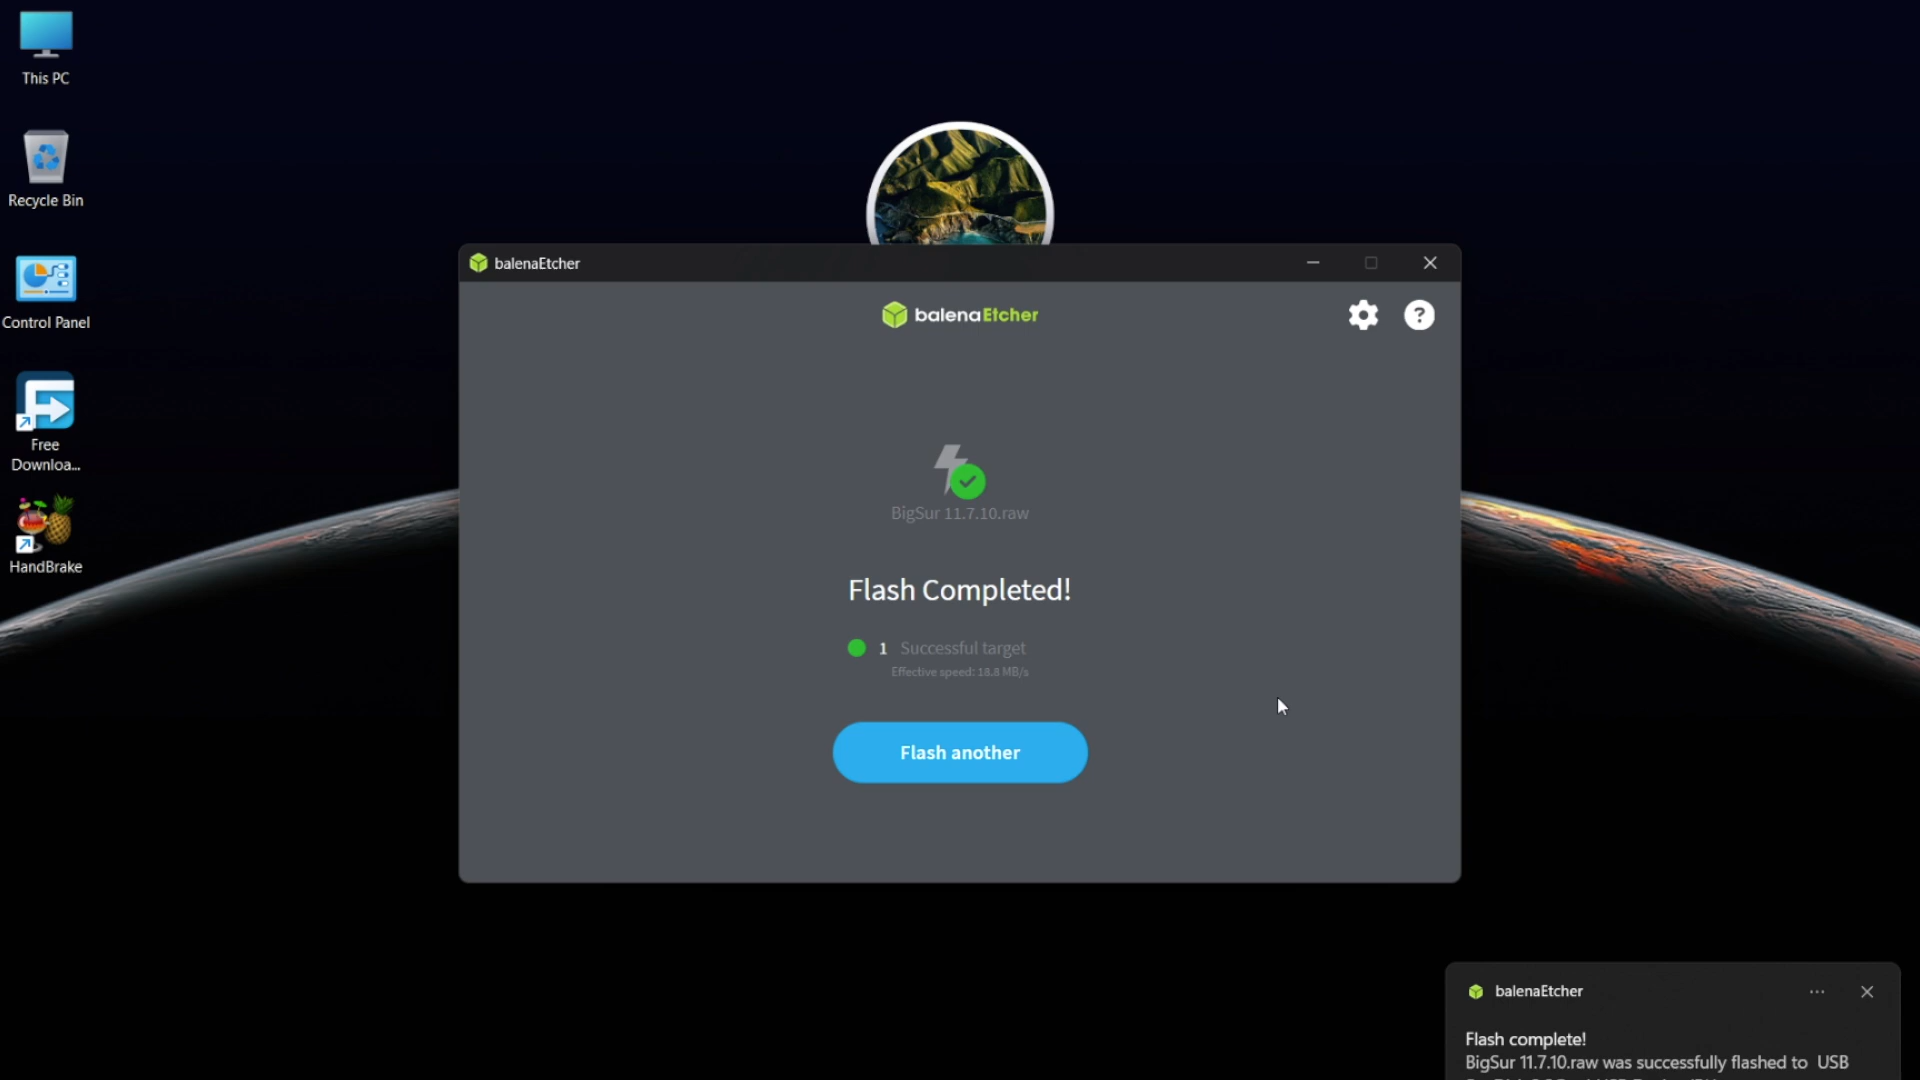 This PC
Recycle Bin
Control Panel
Free
Downloa...
HandBrake
balenaEtcher
balenaEtcher
BigSur 11.7.10.raw
Flash Completed!
1 Successful target
Effective speed: 18.8 MB/s
Flash another
balenaEtcher
Flash complete!
BigSur 11.7.10.raw was successfully flashed to USB